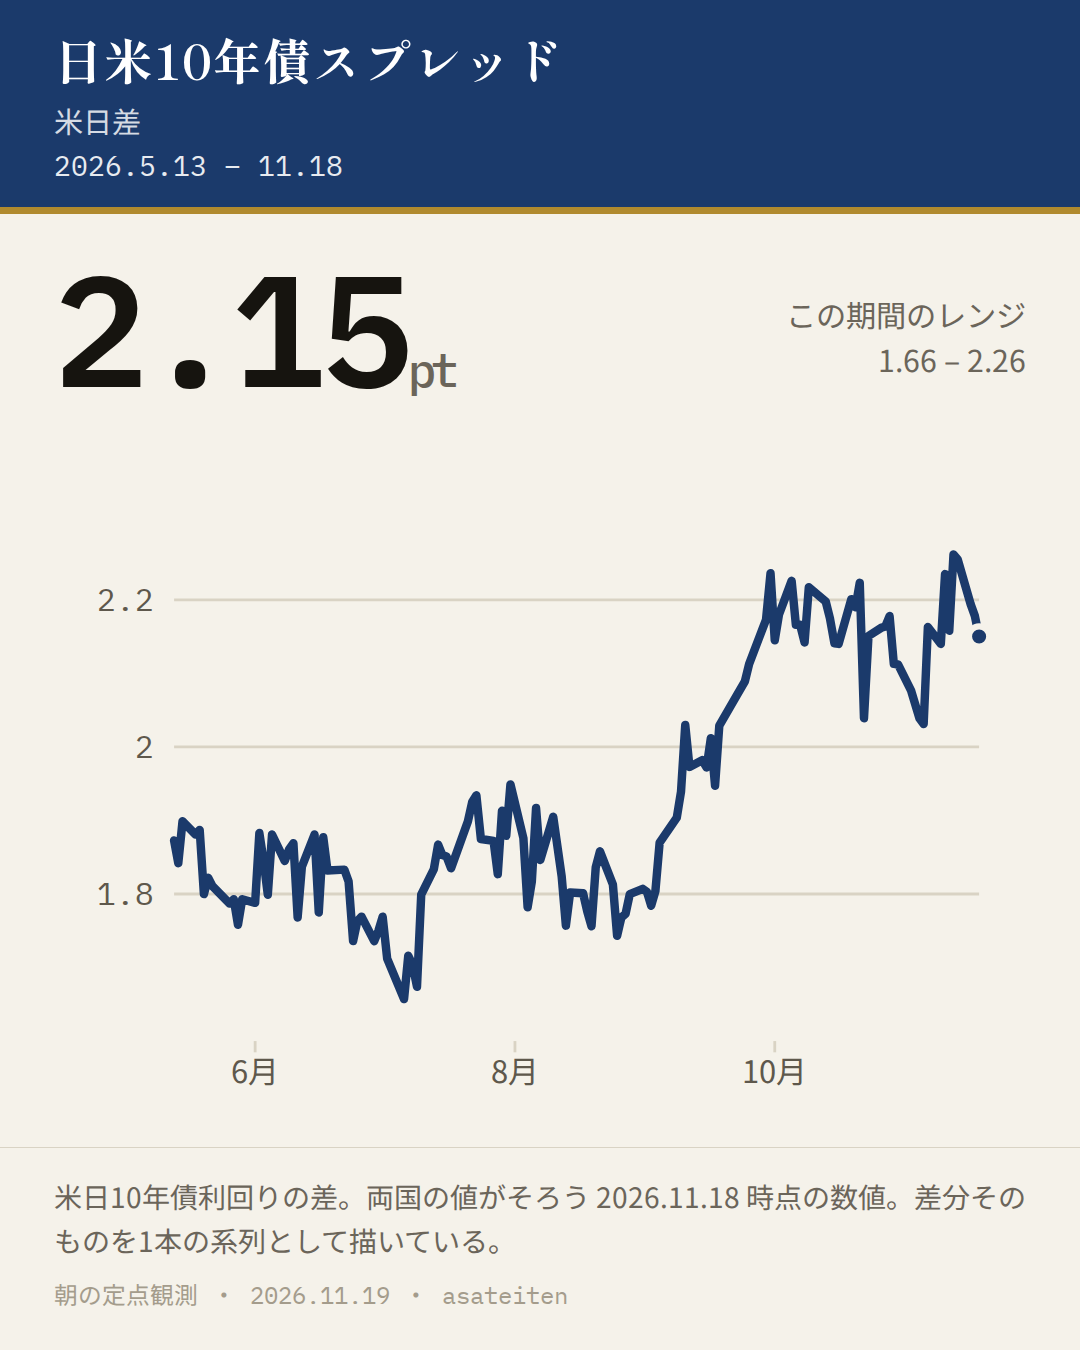 日米10年債スプレッド
米日差
2026.5.13 – 11.18
2.15pt
この期間のレンジ
1.66 – 2.26
2.2
2
1.8
6月 8月 10月
米日10年債利回りの差。両国の値がそろう 2026.11.18 時点の数値。差分その
ものを1本の系列として描いている。
朝の定点観測 ・ 2026.11.19 ・ asateiten